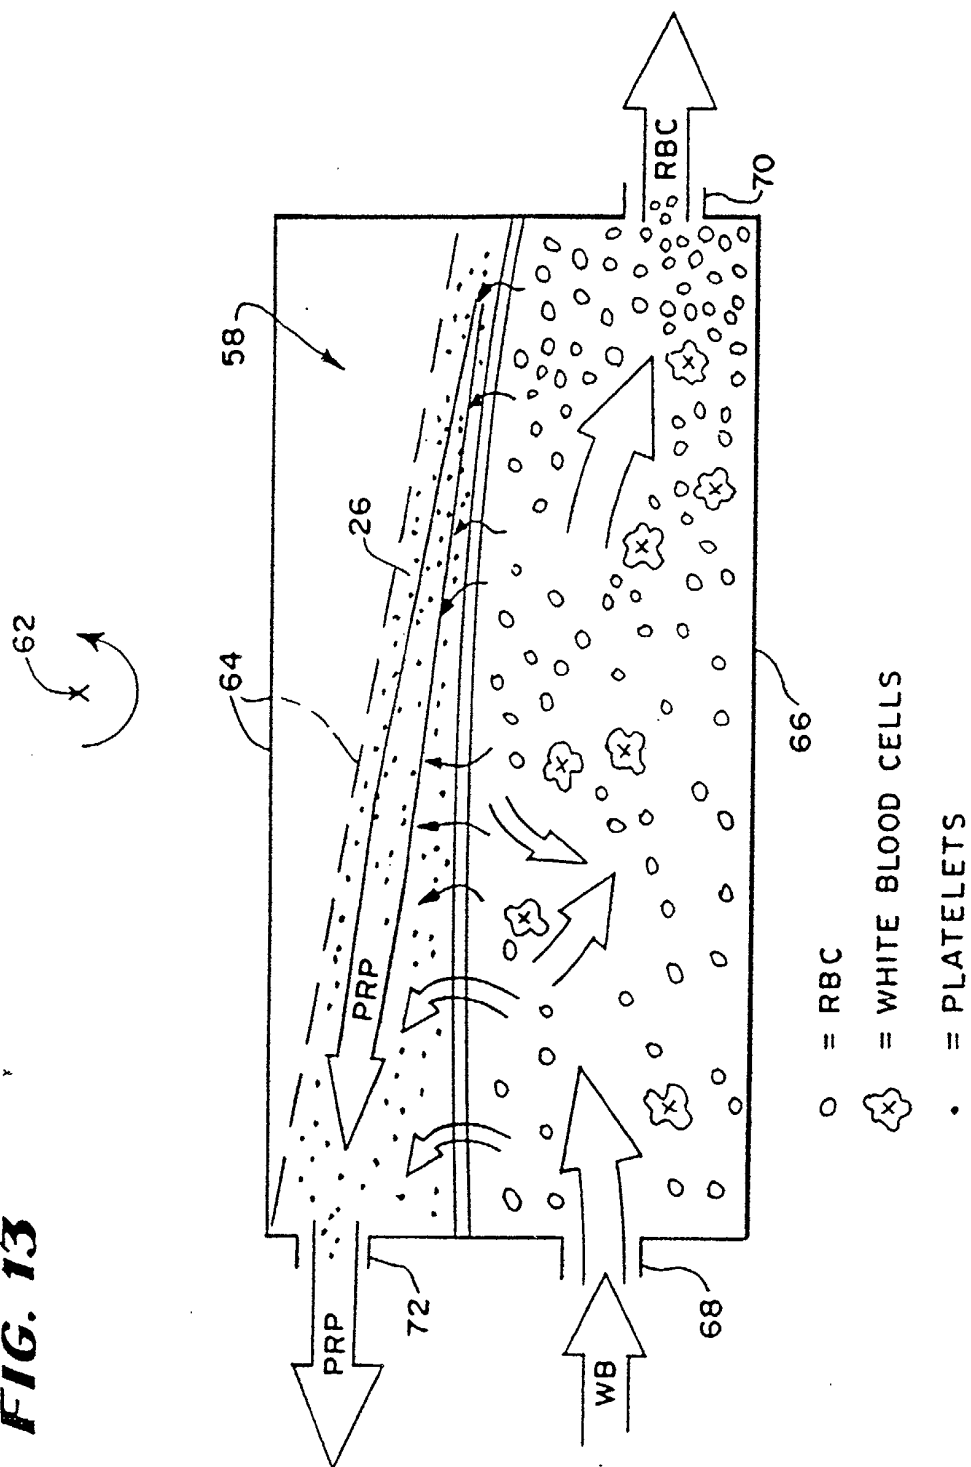 FIG. 13
62
64
58
26
PRP
PRP
72
WB
68
RBC
70
66
= RBC
= WHITE BLOOD CELLS
= PLATELETS